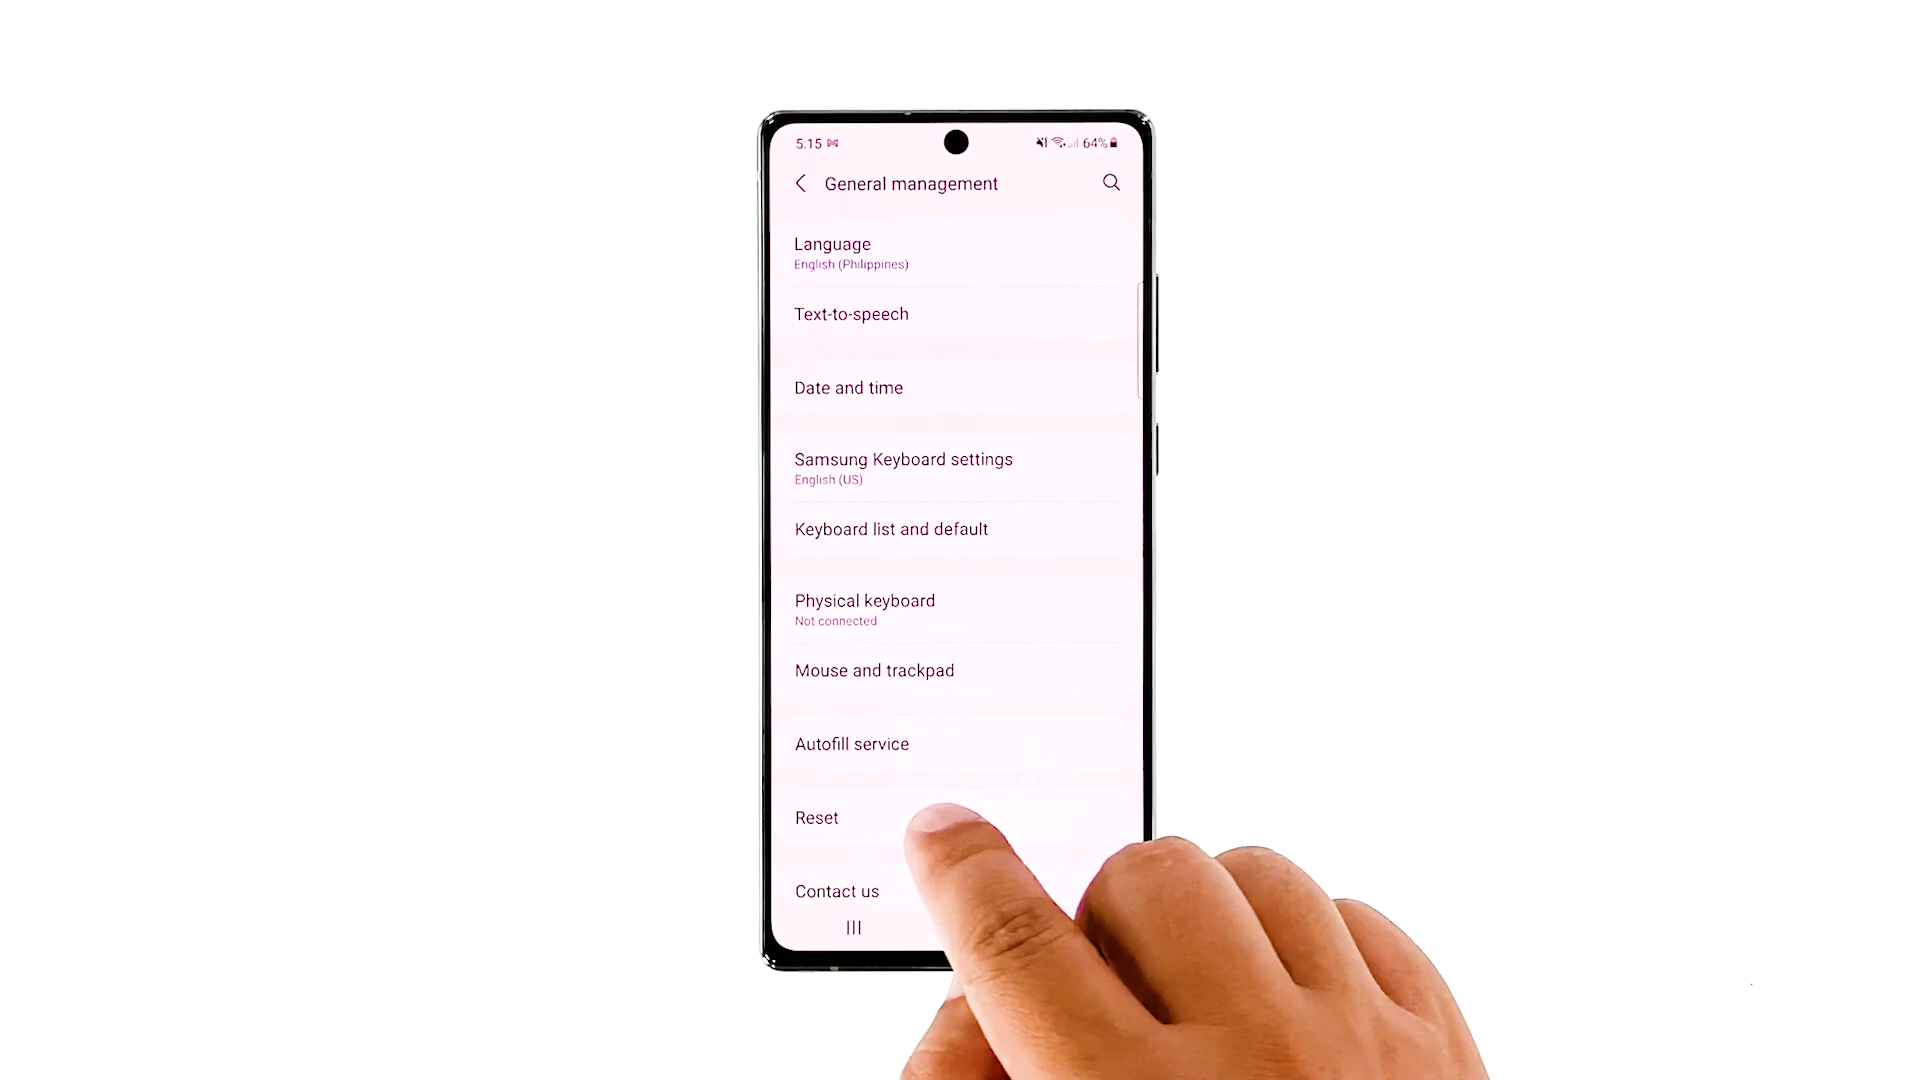 5:15
64%
General management
Language
English (Philippines)
Text-to-speech
Date and time
Samsung Keyboard settings
English (US)
Keyboard list and default
Physical keyboard
Not connected
Mouse and trackpad
Autofill service
Reset
Contact us